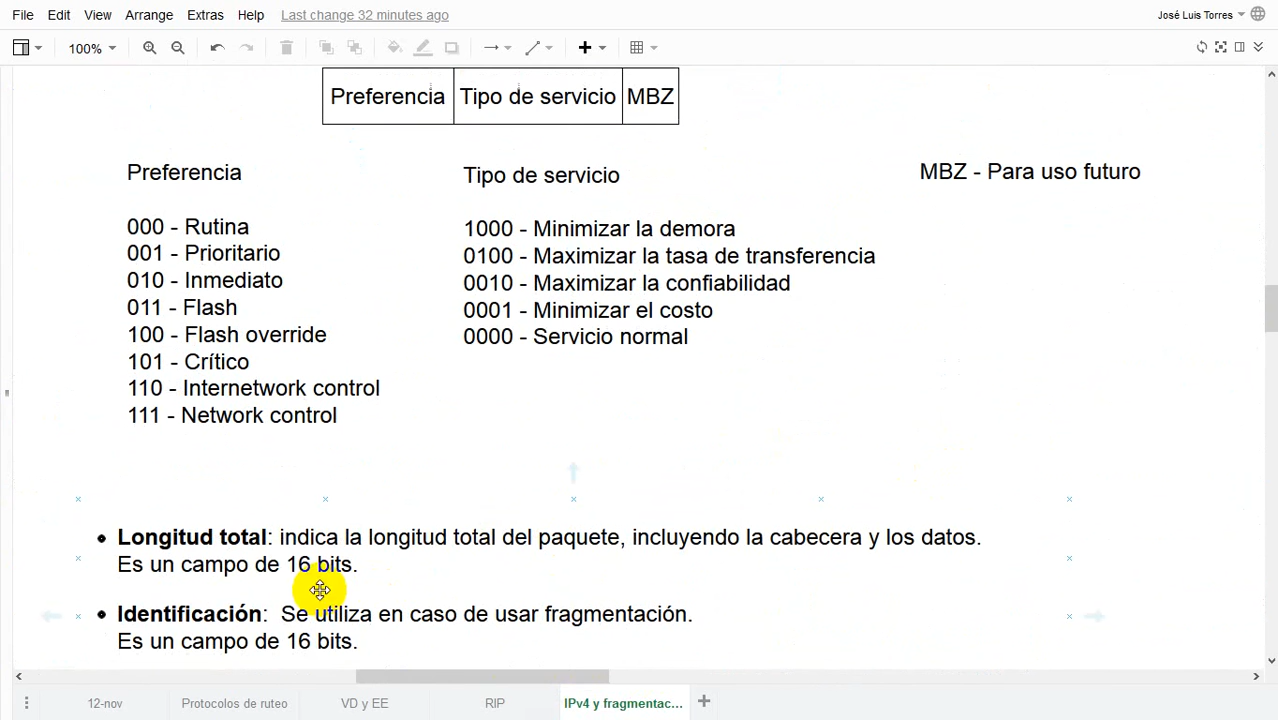 File Edit View Arrange Extras Help Last change 32 minutes ago José Luis Torres
100%
Preferencia Tipo de servicio MBZ
Preferencia
000 - Rutina
001 - Prioritario
010 - Inmediato
011 - Flash
100 - Flash override
101 - Crítico
110 - Internetwork control
111 - Network control
Tipo de servicio
1000 - Minimizar la demora
0100 - Maximizar la tasa de transferencia
0010 - Maximizar la confiabilidad
0001 - Minimizar el costo
0000 - Servicio normal
MBZ - Para uso futuro
Longitud total: indica la longitud total del paquete, incluyendo la cabecera y los datos.
Es un campo de 16 bits.
Identificación: Se utiliza en caso de usar fragmentación.
Es un campo de 16 bits.
12-nov Protocolos de ruteo VD y EE RIP IPv4 y fragmentac...